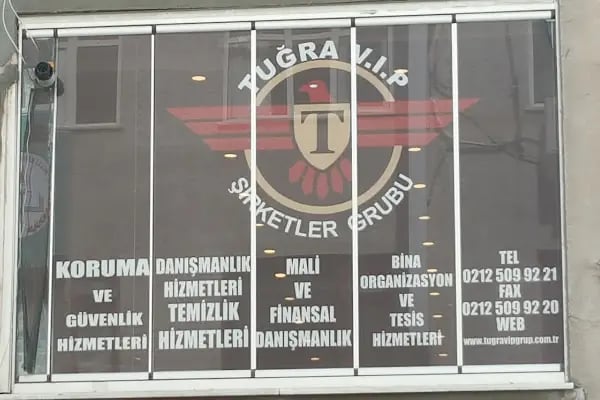 TUĞRA V.I.P
T
ŞİRKETLER GRUBU
KORUMA
VE
GÜVENLİK
HİZMETLERİ
DANIŞMANLIK
HİZMETLERİ
TEMİZLİK
HİZMETLERİ
MALİ
VE
FİNANSAL
DANIŞMANLIK
BİNA
ORGANİZASYON
VE
TESİS
HİZMETLERİ
TEL
0212 509 92 21
FAX
0212 509 92 20
WEB
www.tugravipgrup.com.tr